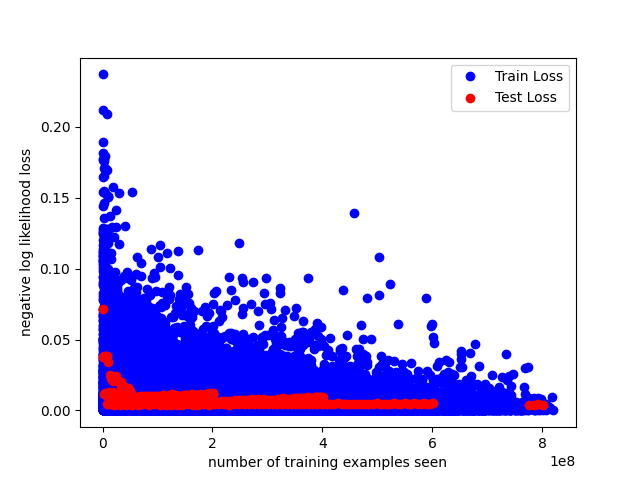 Train Loss
Test Loss
negative log likelihood loss
0.20
0.15
0.10
0.05
0.00
0 2 4 6 8
1e8
number of training examples seen